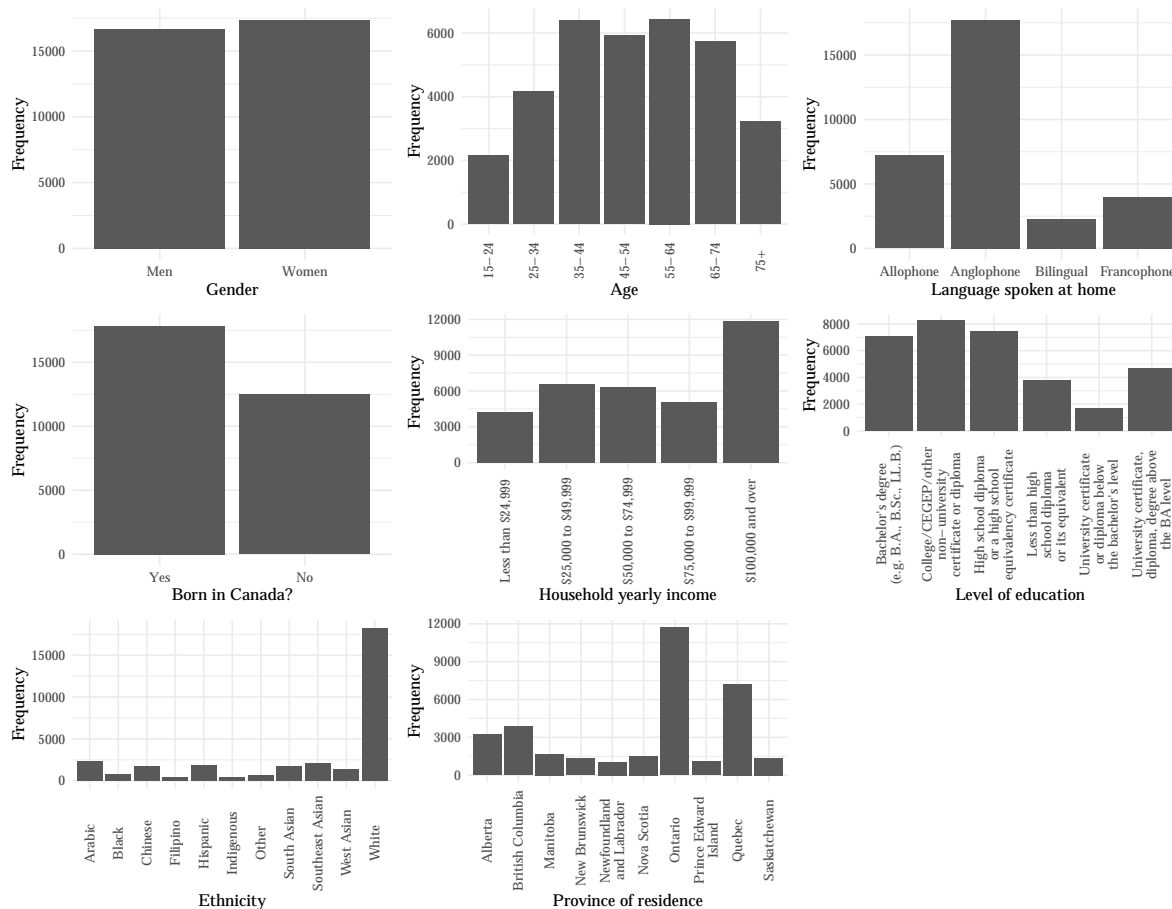 Frequency
15000
10000
5000
0
Men
Women
Gender
Frequency
6000
4000
2000
0
15−24
25−34
35−44
45−54
55−64
65−74
75+
Age
Frequency
15000
10000
5000
0
Allophone
Anglophone
Bilingual
Francophone
Language spoken at home
Frequency
15000
10000
5000
0
Yes
No
Born in Canada?
Frequency
12000
9000
6000
3000
0
Less than $24,999
$25,000 to $49,999
$50,000 to $74,999
$75,000 to $99,999
$100,000 and over
Household yearly income
Frequency
8000
6000
4000
2000
0
Bachelor's degree
(e.g. B.A., B.Sc., LL.B.)
College/CEGEP/other
non−university
certificate or diploma
High school diploma
or a high school
equivalency certificate
Less than high
school diploma
or its equivalent
University certificate
or diploma below
the bachelor's level
University certificate,
diploma, degree above
the BA level
Level of education
Frequency
15000
10000
5000
0
Arabic
Black
Chinese
Filipino
Hispanic
Indigenous
Other
South Asian
Southeast Asian
West Asian
White
Ethnicity
Frequency
12000
9000
6000
3000
0
Alberta
British Columbia
Manitoba
New Brunswick
Newfoundland
and Labrador
Nova Scotia
Ontario
Prince Edward
Island
Quebec
Saskatchewan
Province of residence